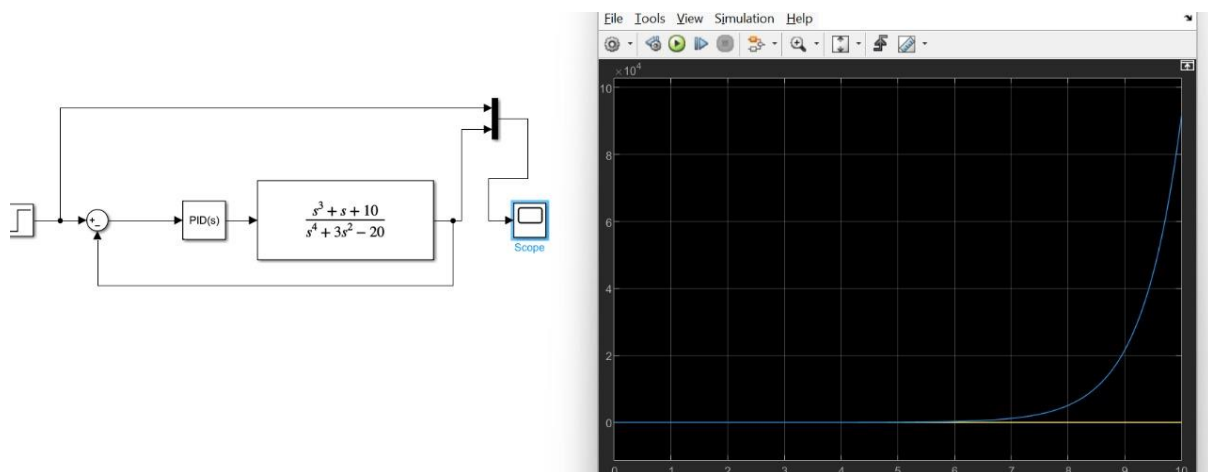 File Tools View Simulation Help
×10⁴
10
8
6
4
2
0
0 1 2 3 4 5 6 7 8 9 10
+
−
PID(s)
s³ + s + 10
s⁴ + 3s² − 20
Scope